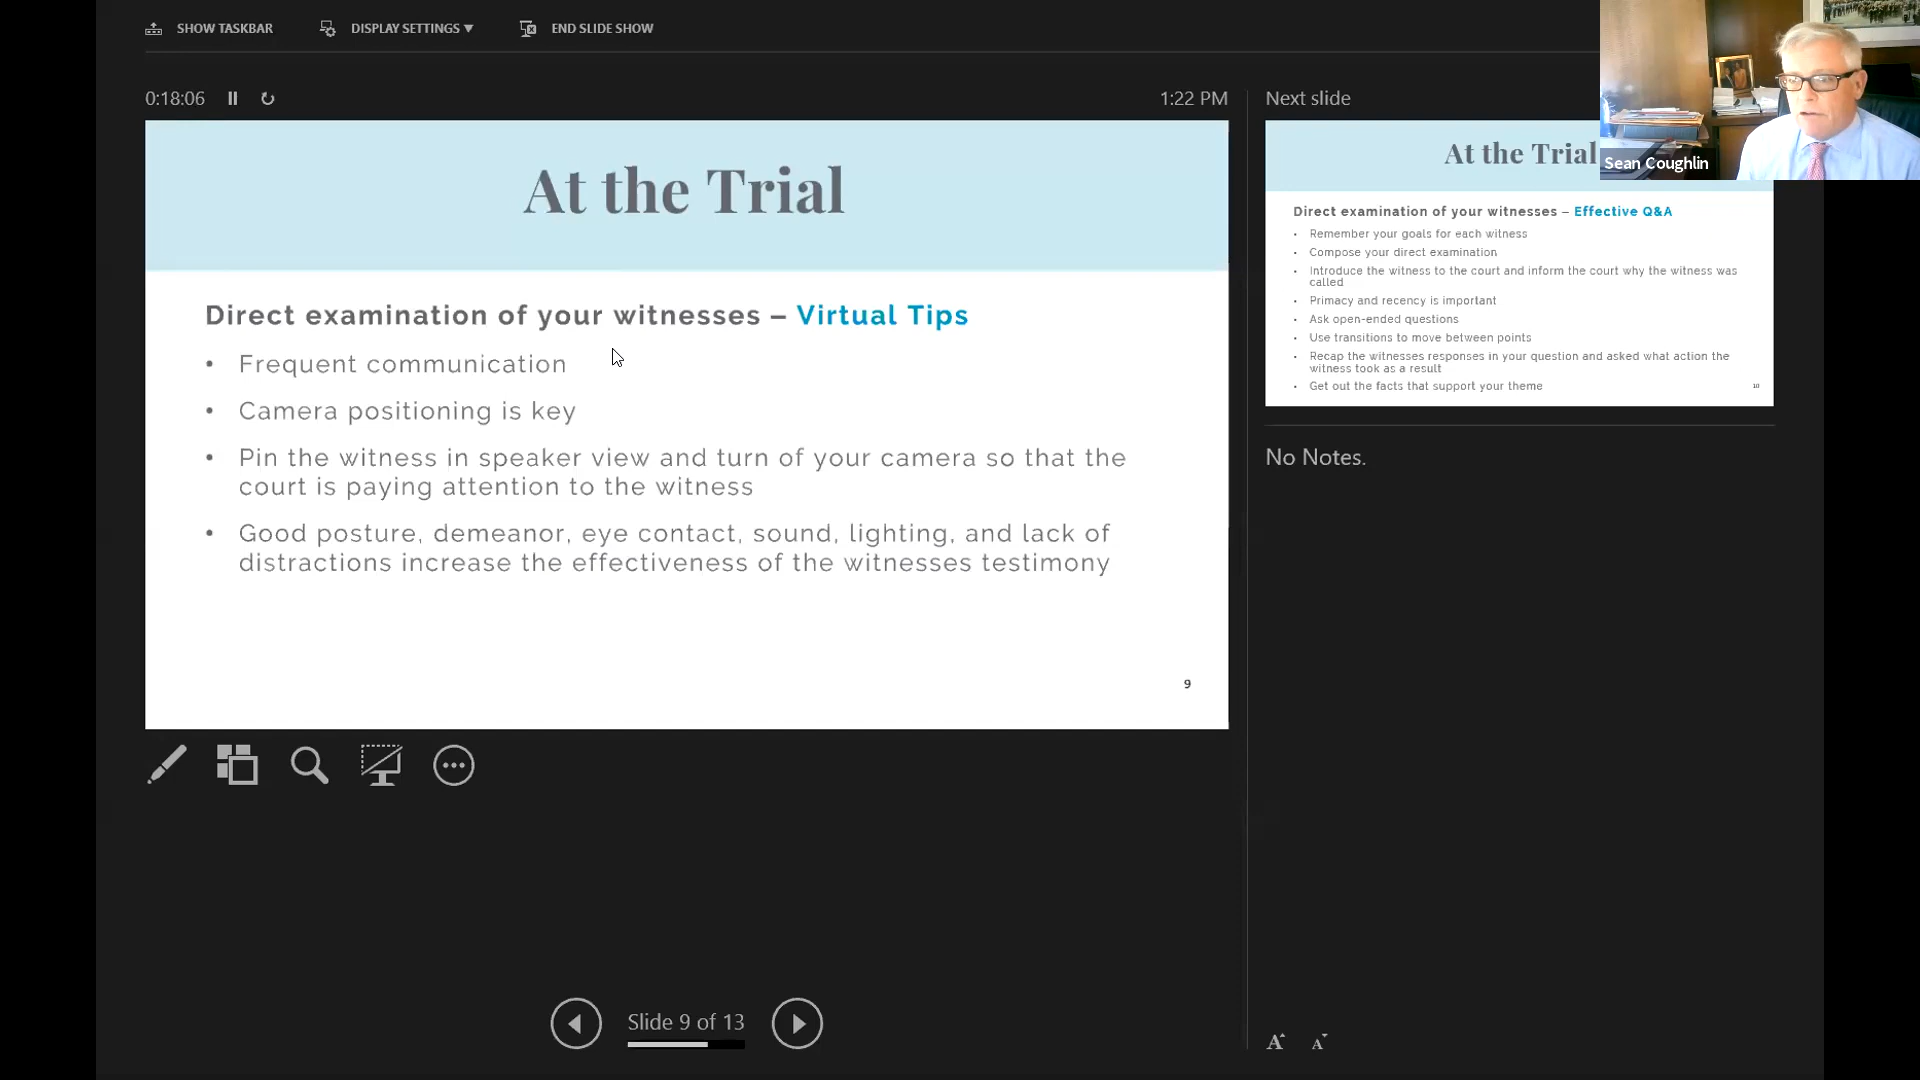 SHOW TASKBAR
DISPLAY SETTINGS ▼
END SLIDE SHOW
0:18:06
1:22 PM
At the Trial
Direct examination of your witnesses – Virtual Tips
• Frequent communication
• Camera positioning is key
• Pin the witness in speaker view and turn of your camera so that the
court is paying attention to the witness
• Good posture, demeanor, eye contact, sound, lighting, and lack of
distractions increase the effectiveness of the witnesses testimony
9
Slide 9 of 13
Next slide
At the Trial
Direct examination of your witnesses – Effective Q&A
• Remember your goals for each witness
• Compose your direct examination
• Introduce the witness to the court and inform the court why the witness was
called
• Primacy and recency is important
• Ask open-ended questions
• Use transitions to move between points
• Recap the witnesses responses in your question and asked what action the
witness took as a result
• Get out the facts that support your theme
10
No Notes.
A A
Sean Coughlin